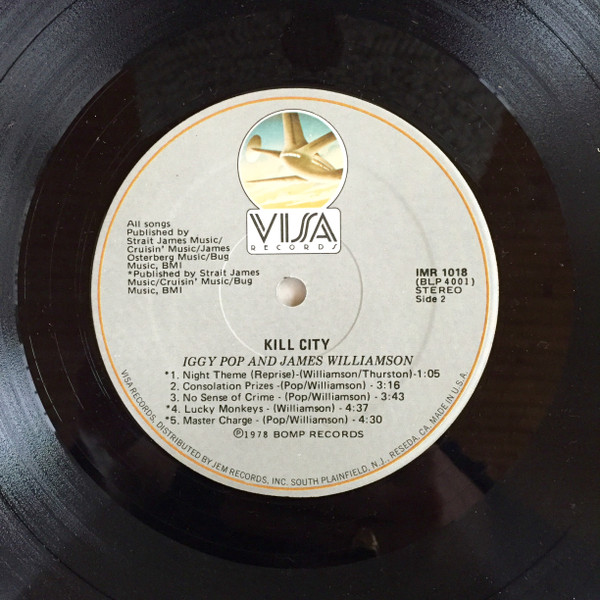 VISA
RECORDS
All songs
Published by
Strait James Music/
Cruisin' Music/James
Osterberg Music/Bug
Music, BMI
*Published by Strait James
Music/Cruisin' Music/Bug
Music, BMI
IMR 1018
(BLP 4001)
STEREO
Side 2
KILL CITY
IGGY POP AND JAMES WILLIAMSON
*1. Night Theme (Reprise)-(Williamson/Thurston)-1:05
2. Consolation Prizes -(Pop/Williamson) - 3:16
3. No Sense of Crime -(Pop/Williamson) - 3:43
*4. Lucky Monkeys -(Williamson) - 4:37
*5. Master Charge -(Pop/Williamson) - 4:30
℗1978 BOMP RECORDS
VISA RECORDS, DISTRIBUTED BY JEM RECORDS, INC. SOUTH PLAINFIELD, N.J., RESEDA, CA. MADE IN U.S.A.